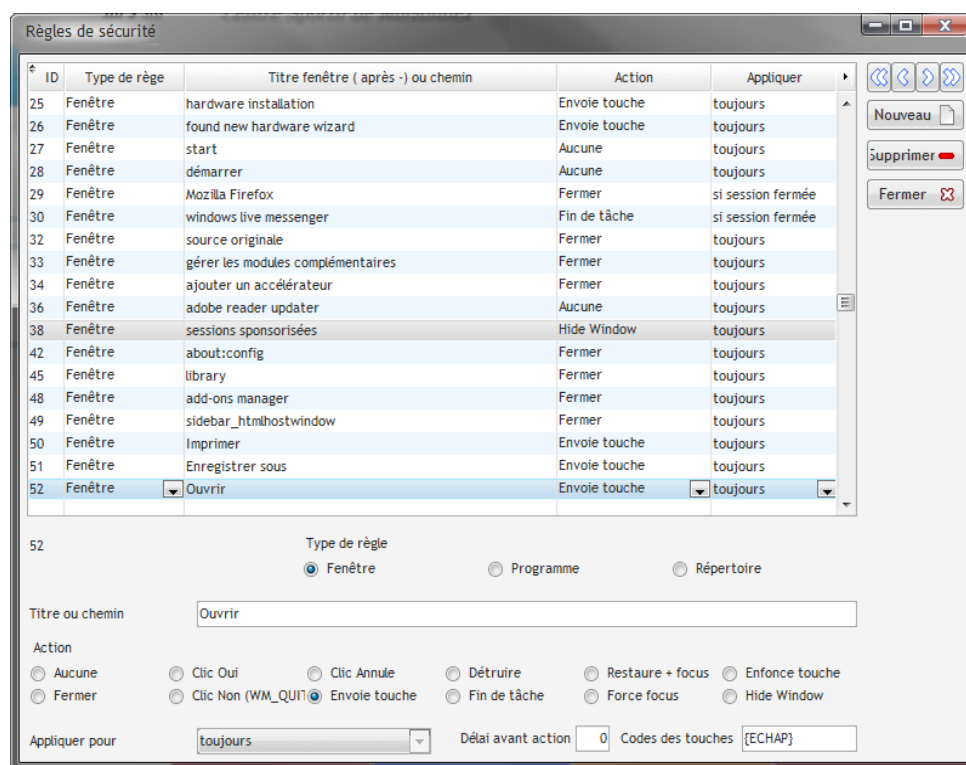 Règles de sécurité
ID Type de rège Titre fenêtre ( après -) ou chemin Action Appliquer
25 Fenêtre hardware installation Envoie touche toujours
26 Fenêtre found new hardware wizard Envoie touche toujours
27 Fenêtre start Aucune toujours
28 Fenêtre démarrer Aucune toujours
29 Fenêtre Mozilla Firefox Fermer si session fermée
30 Fenêtre windows live messenger Fin de tâche si session fermée
32 Fenêtre source originale Fermer toujours
33 Fenêtre gérer les modules complémentaires Fermer toujours
34 Fenêtre ajouter un accélérateur Fermer toujours
36 Fenêtre adobe reader updater Aucune toujours
38 Fenêtre sessions sponsorisées Hide Window toujours
42 Fenêtre about:config Fermer toujours
45 Fenêtre library Fermer toujours
48 Fenêtre add-ons manager Fermer toujours
49 Fenêtre sidebar_htmlhostwindow Fermer toujours
50 Fenêtre Imprimer Envoie touche toujours
51 Fenêtre Enregistrer sous Envoie touche toujours
52 Fenêtre Ouvrir Envoie touche toujours
Nouveau
Supprimer
Fermer
52 Type de règle
Fenêtre Programme Répertoire
Titre ou chemin Ouvrir
Action
Aucune Clic Oui Clic Annule Détruire Restaure + focus Enfonce touche
Fermer Clic Non (WM_QUIT Envoie touche Fin de tâche Force focus Hide Window
Appliquer pour toujours Délai avant action 0 Codes des touches {ECHAP}